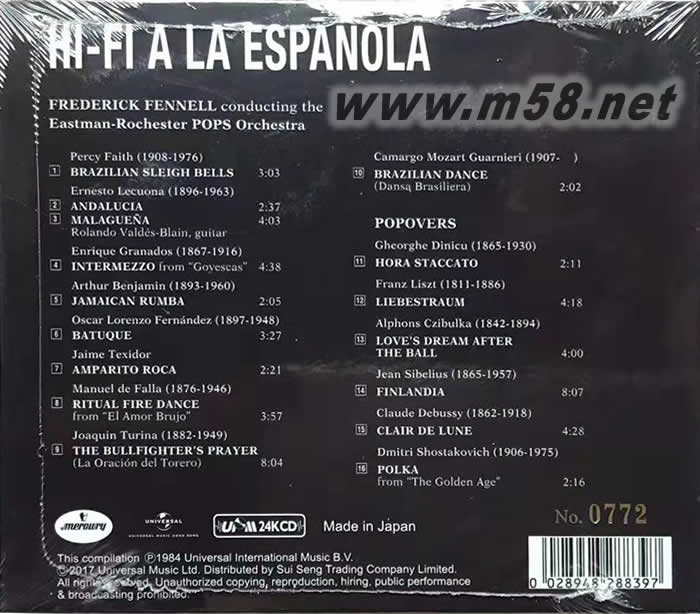 HI-FI A LA ESPAÑOLA
www.m58.net
FREDERICK FENNELL conducting the
Eastman-Rochester POPS Orchestra
Percy Faith (1908-1976)
1 BRAZILIAN SLEIGH BELLS 3:03
Ernesto Lecuona (1896-1963)
2 ANDALUCIA 2:37
3 MALAGUEÑA 4:03
Rolando Valdés-Blain, guitar
Enrique Granados (1867-1916)
4 INTERMEZZO from "Goyescas" 4:38
Arthur Benjamin (1893-1960)
5 JAMAICAN RUMBA 2:05
Oscar Lorenzo Fernández (1897-1948)
6 BATUQUE 3:27
Jaime Texidor
7 AMPARITO ROCA 2:21
Manuel de Falla (1876-1946)
8 RITUAL FIRE DANCE
from "El Amor Brujo" 3:57
Joaquin Turina (1882-1949)
9 THE BULLFIGHTER'S PRAYER
(La Oración del Torero) 8:04
Camargo Mozart Guarnieri (1907- )
10 BRAZILIAN DANCE
(Dansa Brasiliera) 2:02
POPOVERS
Gheorghe Dinicu (1865-1930)
11 HORA STACCATO 2:11
Franz Liszt (1811-1886)
12 LIEBESTRAUM 4:18
Alphons Czibulka (1842-1894)
13 LOVE'S DREAM AFTER
THE BALL 4:00
Jean Sibelius (1865-1957)
14 FINLANDIA 8:07
Claude Debussy (1862-1918)
15 CLAIR DE LUNE 4:28
Dmitri Shostakovich (1906-1975)
16 POLKA
from "The Golden Age" 2:16
mercury
UNIVERSAL
UIM 24KCD
Made in Japan
No. 0772
This compilation ℗1984 Universal International Music B.V.
©2017 Universal Music Ltd. Distributed by Sui Seng Trading Company Limited.
All rights reserved. Unauthorized copying, reproduction, hiring, public performance
& broadcasting prohibited.
0 028948 288397